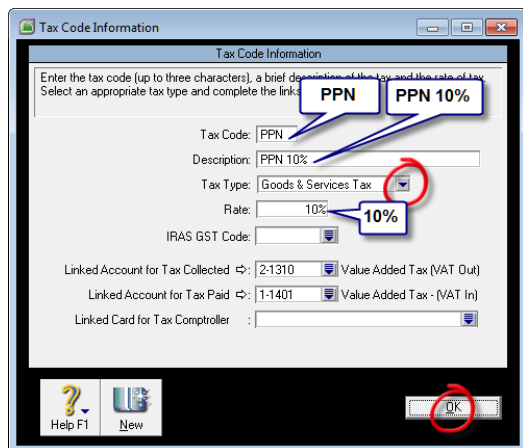 Tax Code Information
Tax Code Information
Enter the tax code (up to three characters), a brief description of the tax and the rate of tax.
Select an appropriate tax type and complete the links
PPN
PPN 10%
Tax Code: PPN
Description: PPN 10%
Tax Type: Goods & Services Tax
Rate: 10%
10%
IRAS GST Code:
Linked Account for Tax Collected ⇨: 2-1310 Value Added Tax (VAT Out)
Linked Account for Tax Paid ⇨: 1-1401 Value Added Tax - (VAT In)
Linked Card for Tax Comptroller :
Help F1
New
OK